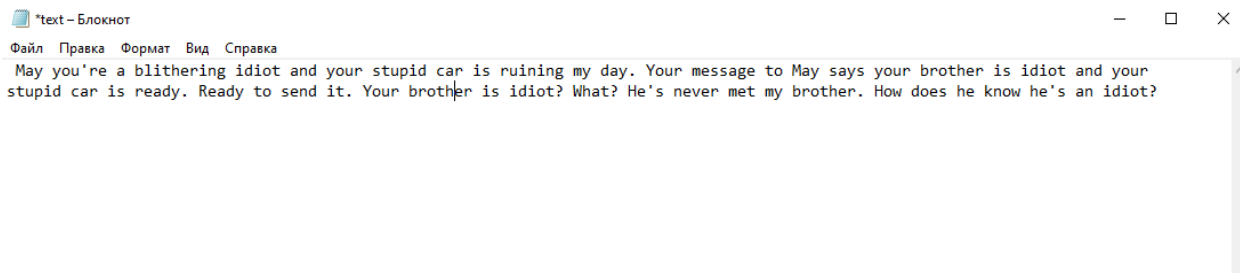 *text – Блокнот
Файл Правка Формат Вид Справка
May you're a blithering idiot and your stupid car is ruining my day. Your message to May says your brother is idiot and your
stupid car is ready. Ready to send it. Your brother is idiot? What? He's never met my brother. How does he know he's an idiot?